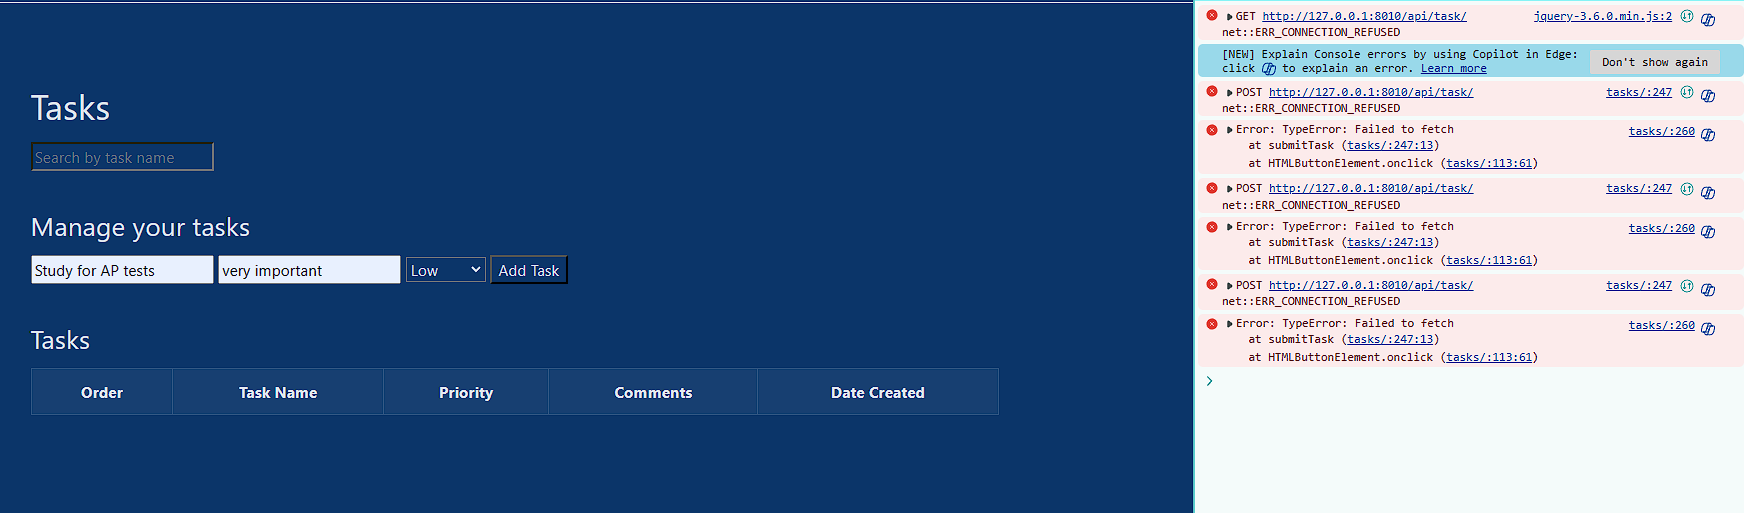 Tasks
Search by task name
Manage your tasks
Study for AP tests very important Low Add Task
Tasks
Order Task Name Priority Comments Date Created
GET http://127.0.0.1:8010/api/task/ jquery-3.6.0.min.js:2
net::ERR_CONNECTION_REFUSED
[NEW] Explain Console errors by using Copilot in Edge:
click to explain an error. Learn more
Don't show again
POST http://127.0.0.1:8010/api/task/ tasks/:247
net::ERR_CONNECTION_REFUSED
Error: TypeError: Failed to fetch tasks/:260
at submitTask (tasks/:247:13)
at HTMLButtonElement.onclick (tasks/:113:61)
POST http://127.0.0.1:8010/api/task/ tasks/:247
net::ERR_CONNECTION_REFUSED
Error: TypeError: Failed to fetch tasks/:260
at submitTask (tasks/:247:13)
at HTMLButtonElement.onclick (tasks/:113:61)
POST http://127.0.0.1:8010/api/task/ tasks/:247
net::ERR_CONNECTION_REFUSED
Error: TypeError: Failed to fetch tasks/:260
at submitTask (tasks/:247:13)
at HTMLButtonElement.onclick (tasks/:113:61)